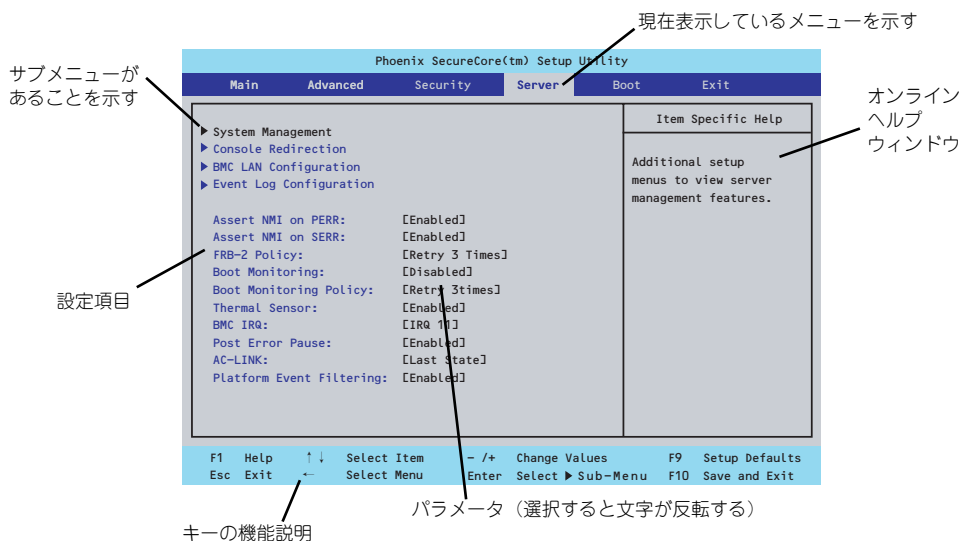 現在表示しているメニューを示す
Phoenix SecureCore(tm) Setup Utility
サブメニューが
あることを示す
Main Advanced Security Server Boot Exit
オンライン
ヘルプ
ウィンドウ
Item Specific Help
System Management
Console Redirection
BMC LAN Configuration
Event Log Configuration
Additional setup
menus to view server
management features.
Assert NMI on PERR: [Enabled]
Assert NMI on SERR: [Enabled]
FRB-2 Policy: [Retry 3 Times]
Boot Monitoring: [Disabled]
Boot Monitoring Policy: [Retry 3times]
Thermal Sensor: [Enabled]
BMC IRQ: [IRQ 11]
Post Error Pause: [Enabled]
AC-LINK: [Last State]
Platform Event Filtering: [Enabled]
設定項目
F1 Help ↑↓ Select Item - /+ Change Values F9 Setup Defaults
Esc Exit ← Select Menu Enter Select ▶ Sub-Menu F10 Save and Exit
パラメータ（選択すると文字が反転する）
キーの機能説明